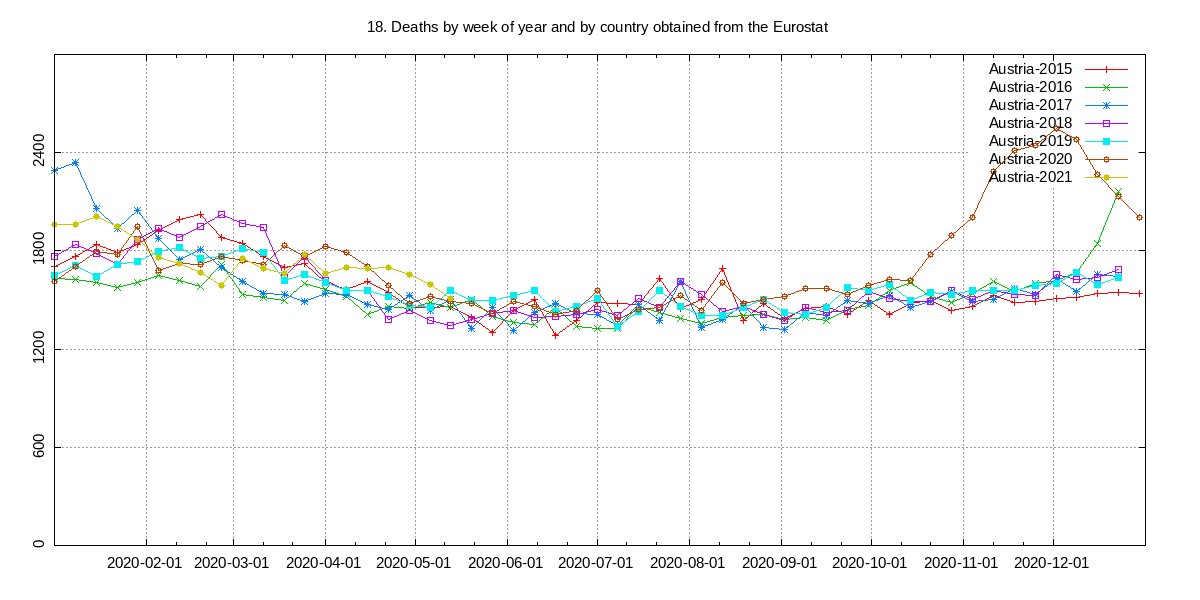 18. Deaths by week of year and by country obtained from the Eurostat
Austria-2015
Austria-2016
Austria-2017
Austria-2018
Austria-2019
Austria-2020
Austria-2021
2400
1800
1200
600
0
2020-02-01 2020-03-01 2020-04-01 2020-05-01 2020-06-01 2020-07-01 2020-08-01 2020-09-01 2020-10-01 2020-11-01 2020-12-01